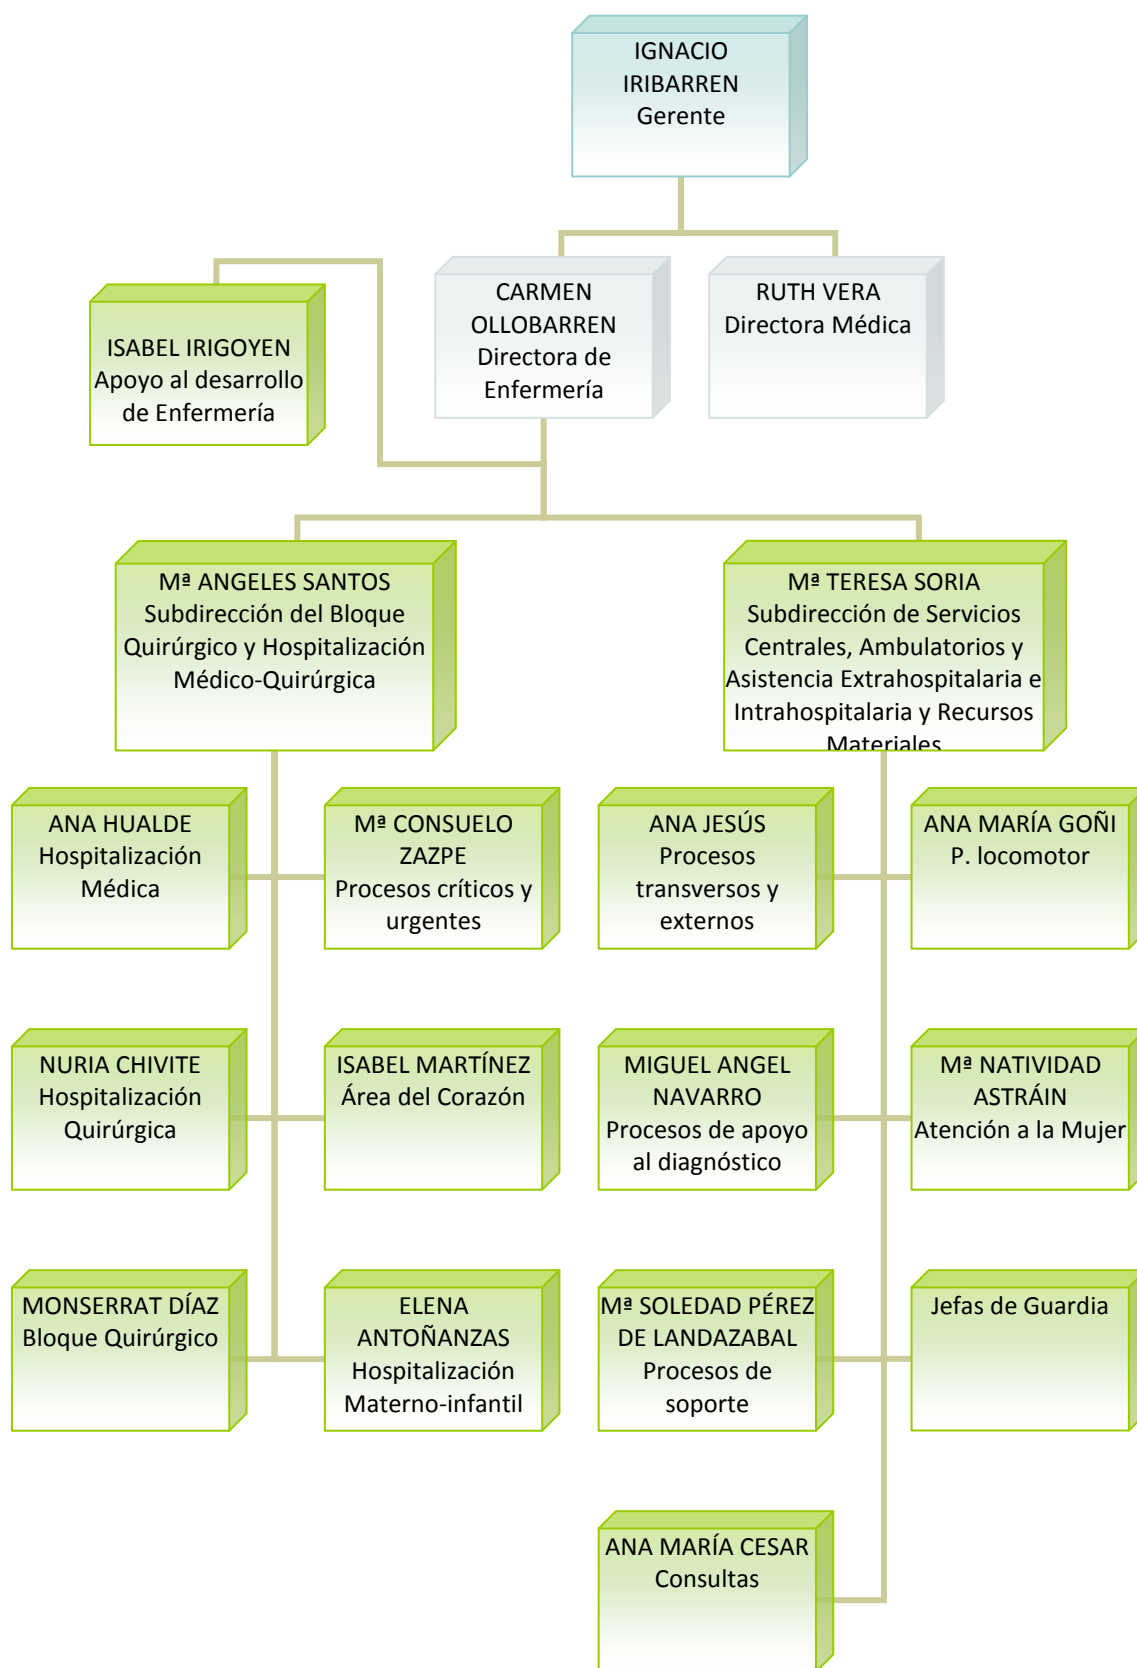 IGNACIO
IRIBARREN
Gerente
CARMEN
OLLOBARREN
Directora de
Enfermería
RUTH VERA
Directora Médica
ISABEL IRIGOYEN
Apoyo al desarrollo
de Enfermería
Mª ANGELES SANTOS
Subdirección del Bloque
Quirúrgico y Hospitalización
Médico-Quirúrgica
Mª TERESA SORIA
Subdirección de Servicios
Centrales, Ambulatorios y
Asistencia Extrahospitalaria e
Intrahospitalaria y Recursos
Materiales
ANA HUALDE
Hospitalización
Médica
Mª CONSUELO
ZAZPE
Procesos críticos y
urgentes
ANA JESÚS
Procesos
transversos y
externos
ANA MARÍA GOÑI
P. locomotor
NURIA CHIVITE
Hospitalización
Quirúrgica
ISABEL MARTÍNEZ
Área del Corazón
MIGUEL ANGEL
NAVARRO
Procesos de apoyo
al diagnóstico
Mª NATIVIDAD
ASTRÁIN
Atención a la Mujer
MONSERRAT DÍAZ
Bloque Quirúrgico
ELENA
ANTOÑANZAS
Hospitalización
Materno-infantil
Mª SOLEDAD PÉREZ
DE LANDAZABAL
Procesos de
soporte
Jefas de Guardia
ANA MARÍA CESAR
Consultas